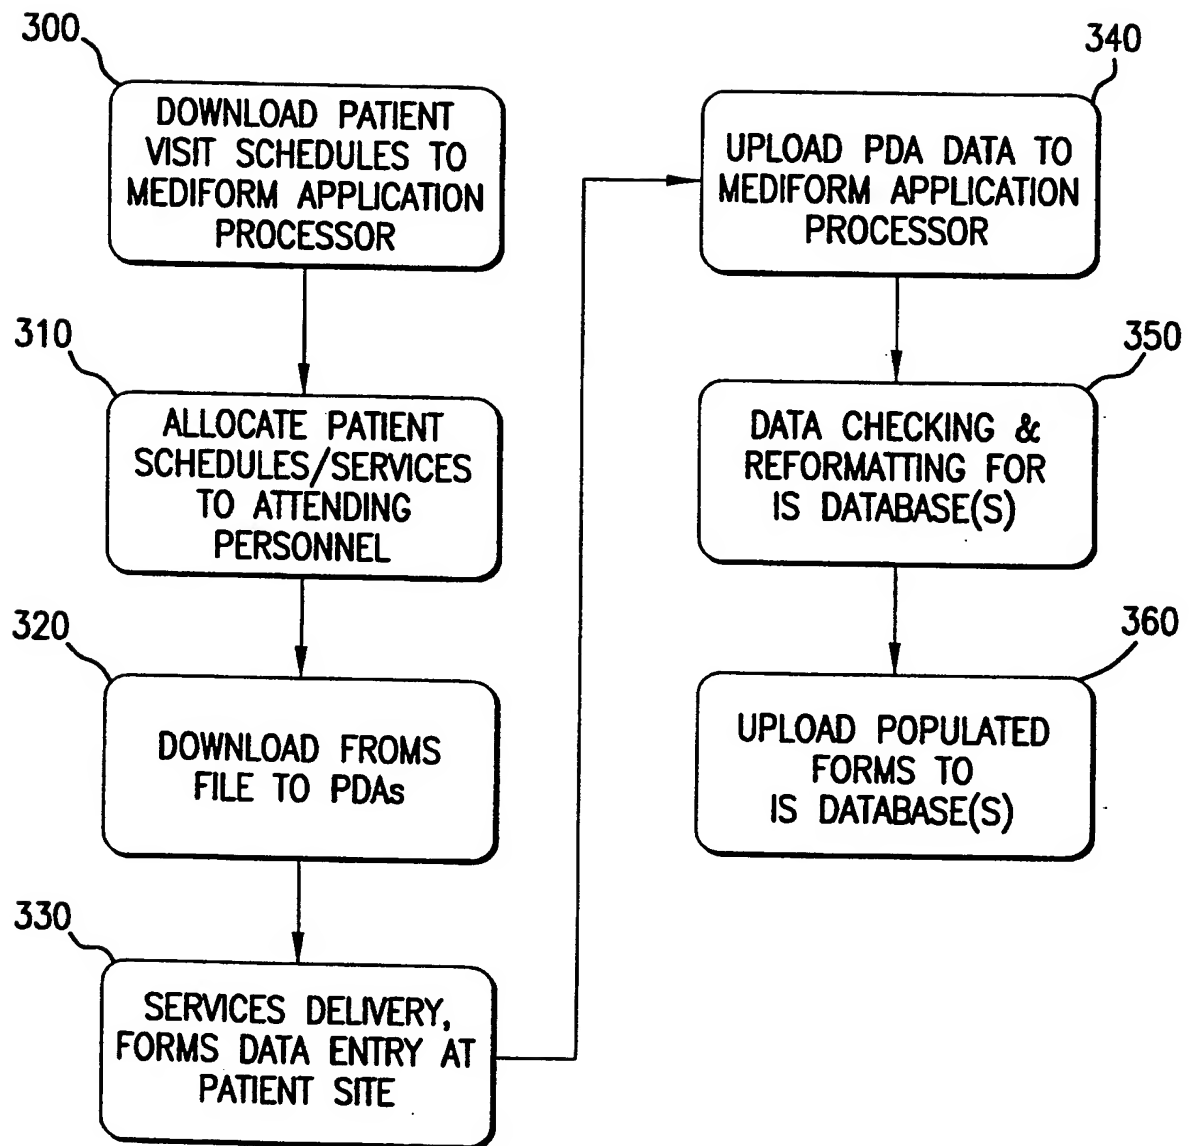 300
DOWNLOAD PATIENT
VISIT SCHEDULES TO
MEDIFORM APPLICATION
PROCESSOR
310
ALLOCATE PATIENT
SCHEDULES/SERVICES
TO ATTENDING
PERSONNEL
320
DOWNLOAD FROMS
FILE TO PDAs
330
SERVICES DELIVERY,
FORMS DATA ENTRY AT
PATIENT SITE
340
UPLOAD PDA DATA TO
MEDIFORM APPLICATION
PROCESSOR
350
DATA CHECKING &
REFORMATTING FOR
IS DATABASE(S)
360
UPLOAD POPULATED
FORMS TO
IS DATABASE(S)